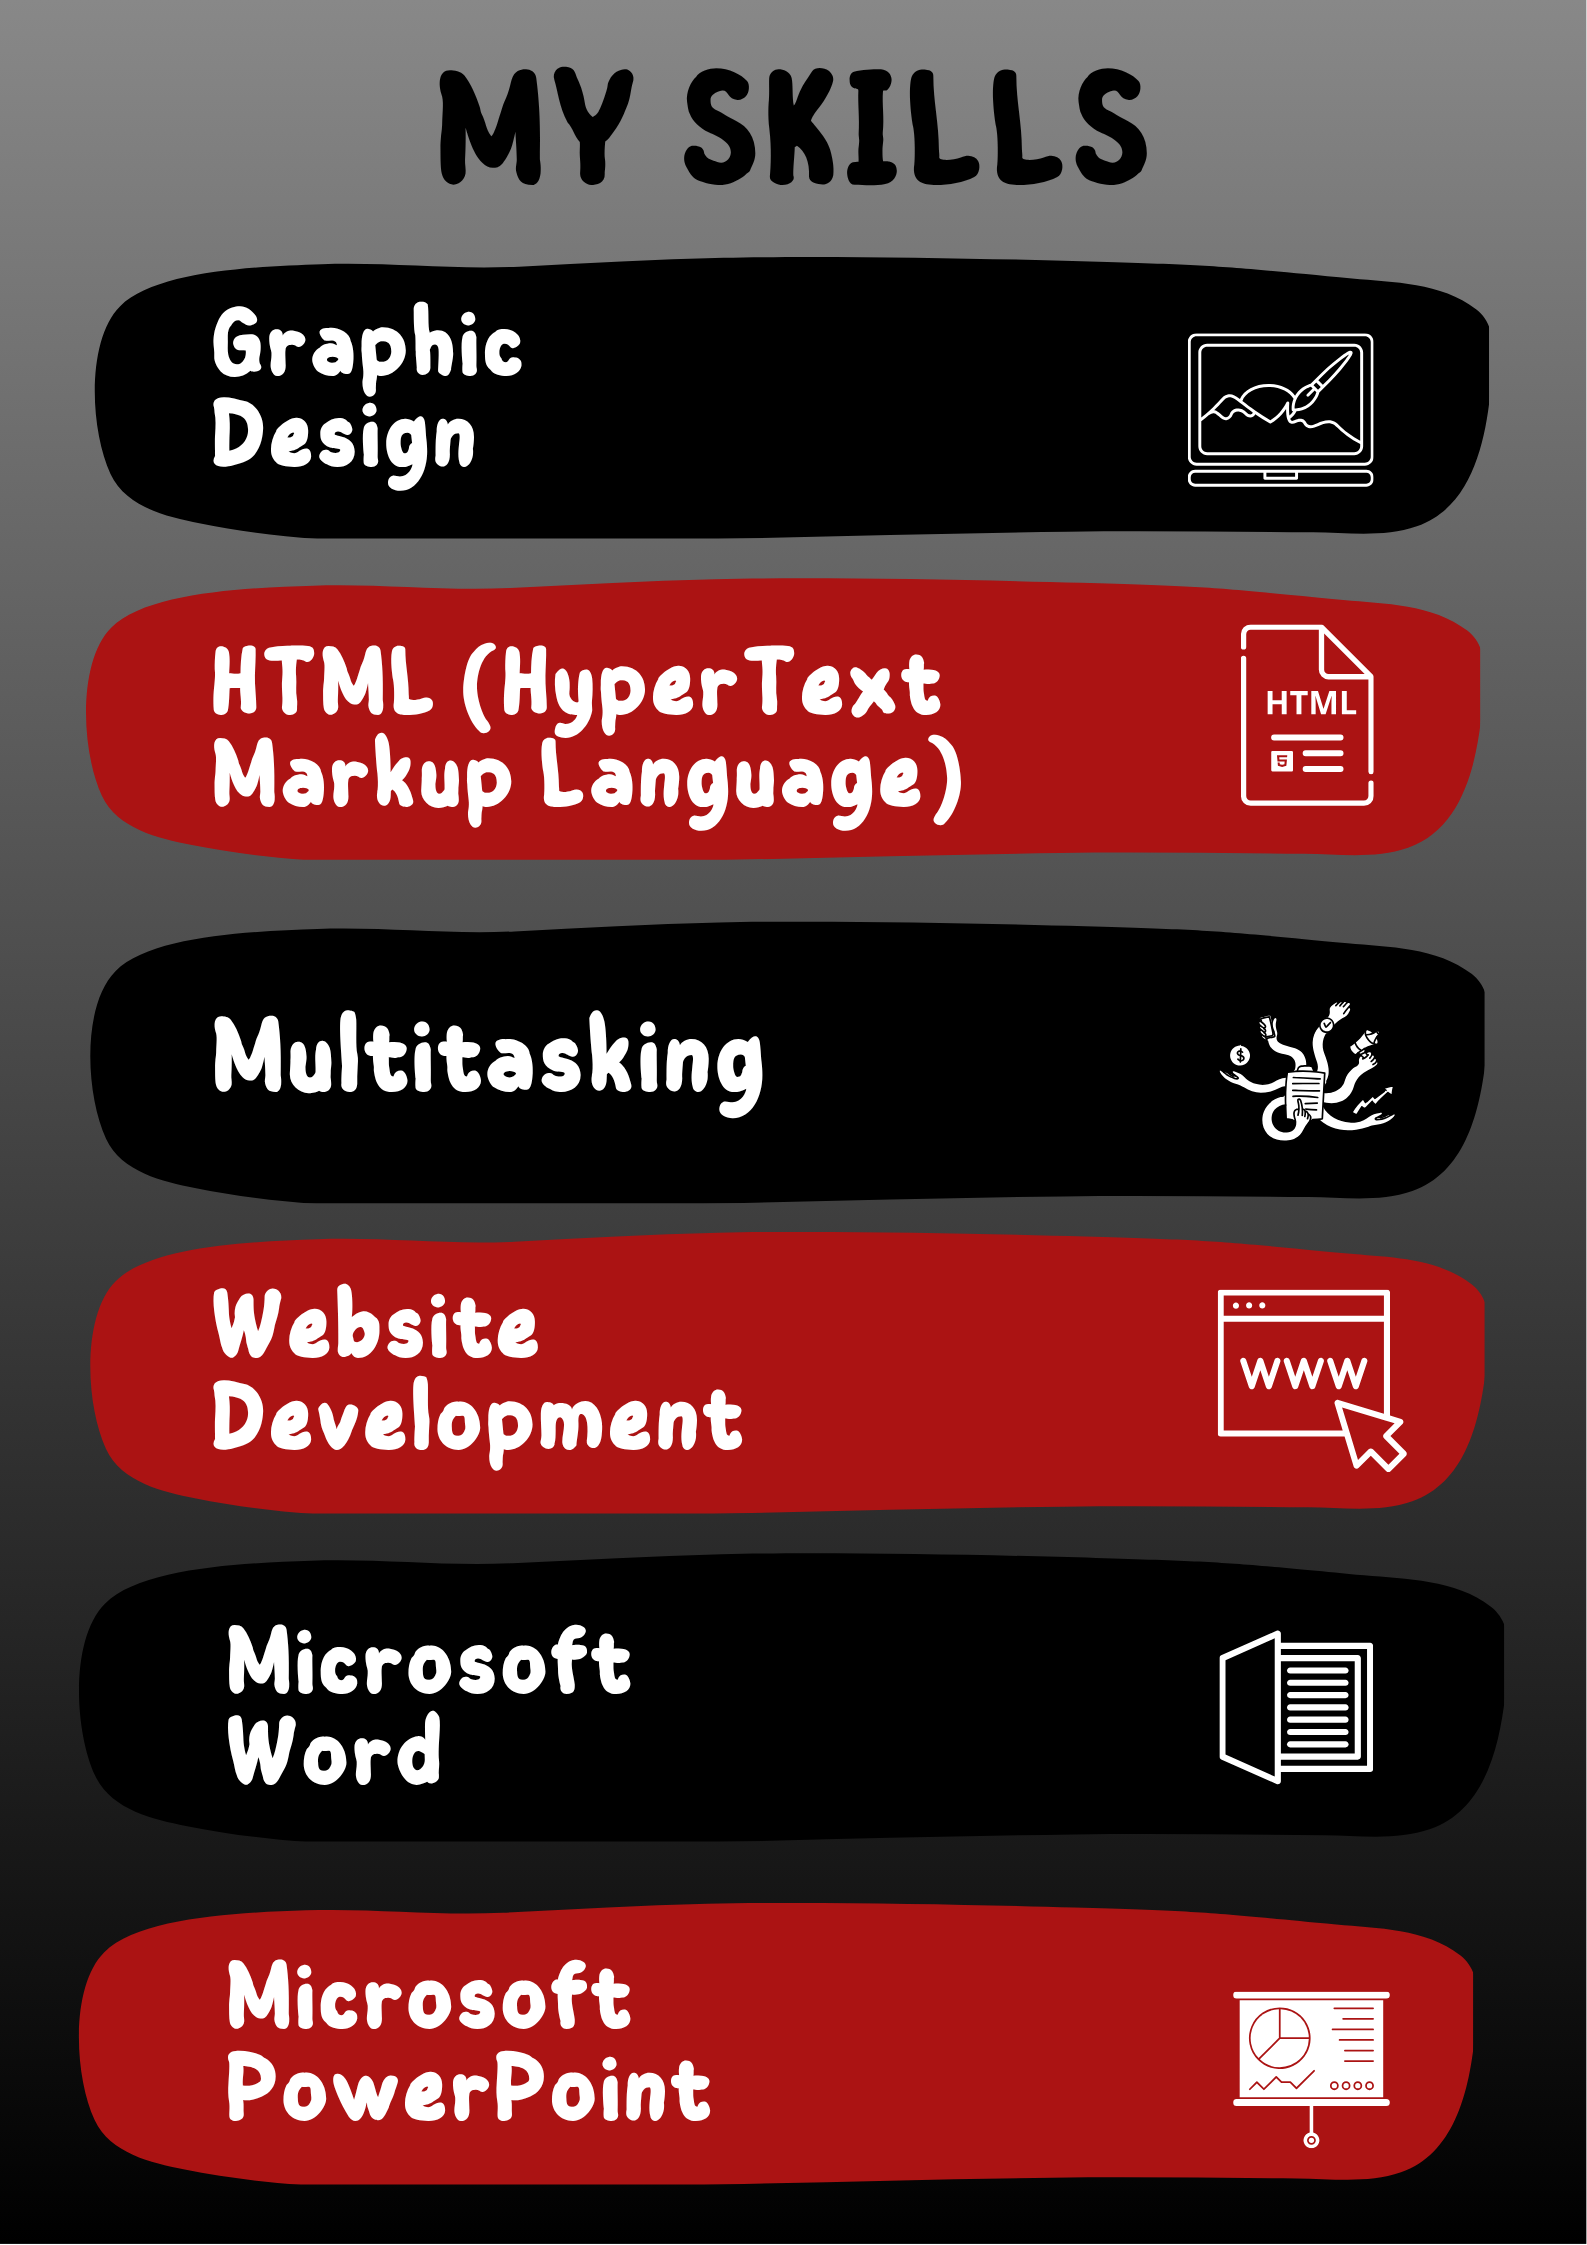 MY SKILLS
Graphic
Design
HTML (HyperText
Markup Language)
HTML
5
Multitasking
$
Website
Development
WWW
Microsoft
Word
Microsoft
PowerPoint